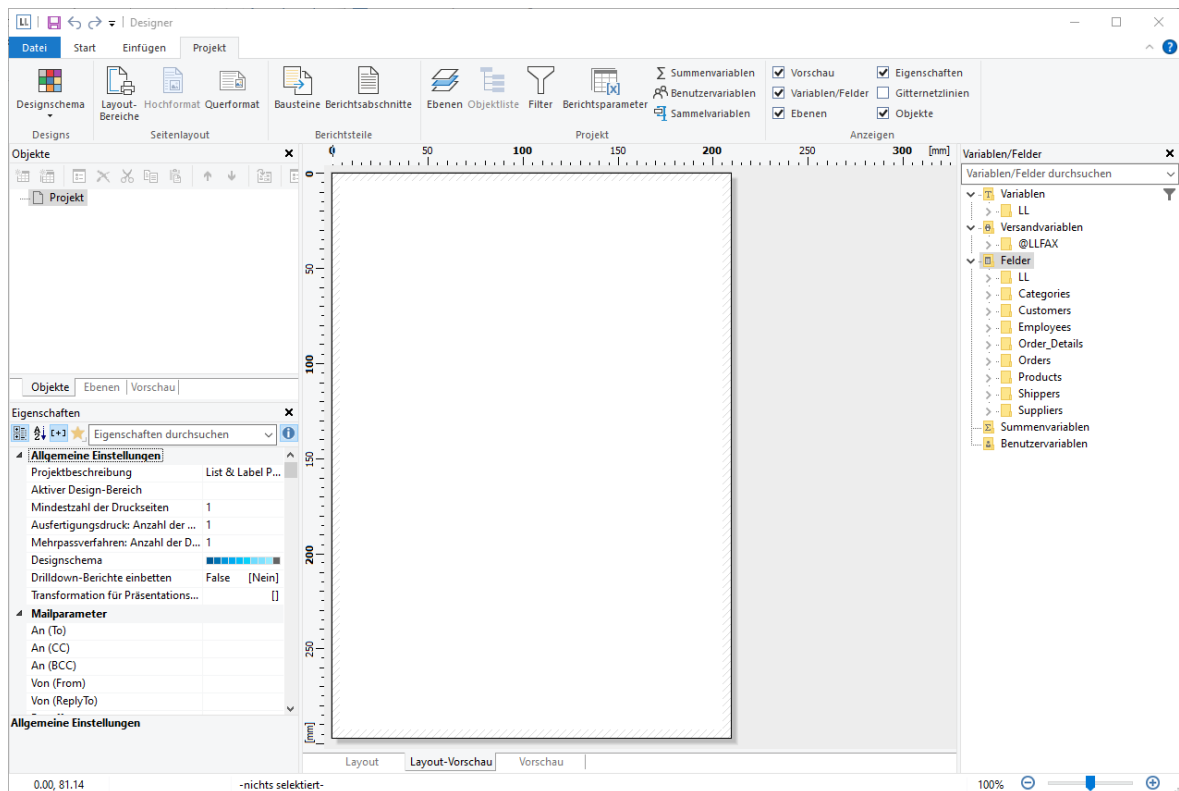 LL Designer
Datei Start Einfügen Projekt
Designschema
Layout-Bereiche
Hochformat
Querformat
Bausteine
Berichtsabschnitte
Ebenen
Objektliste
Filter
Berichtsparameter
Summenvariablen
Benutzervariablen
Sammelvariablen
Vorschau
Variablen/Felder
Ebenen
Eigenschaften
Gitternetzlinien
Objekte
Designs Seitenlayout Berichtsteile Projekt Anzeigen
Objekte
Projekt
Objekte Ebenen Vorschau
Eigenschaften
Eigenschaften durchsuchen
Allgemeine Einstellungen
Projektbeschreibung List & Label P...
Aktiver Design-Bereich
Mindestzahl der Druckseiten 1
Ausfertigungsdruck: Anzahl der ... 1
Mehrpassverfahren: Anzahl der D... 1
Designschema
Drilldown-Berichte einbetten False [Nein]
Transformation für Präsentations... []
Mailparameter
An (To)
An (CC)
An (BCC)
Von (From)
Von (ReplyTo)
Allgemeine Einstellungen
0 50 100 150 200 250 300 [mm]
0
50
100
150
200
250
[mm]
Layout Layout-Vorschau Vorschau
Variablen/Felder
Variablen/Felder durchsuchen
Variablen
LL
Versandvariablen
@LLFAX
Felder
LL
Categories
Customers
Employees
Order_Details
Orders
Products
Shippers
Suppliers
Summenvariablen
Benutzervariablen
0.00, 81.14 -nichts selektiert- 100%